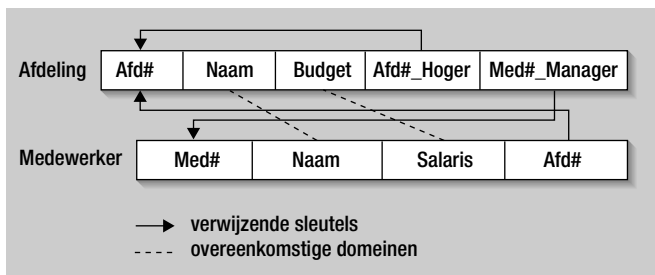 Afdeling Afd# Naam Budget Afd#_Hoger Med#_Manager
Medewerker Med# Naam Salaris Afd#
verwijzende sleutels
overeenkomstige domeinen